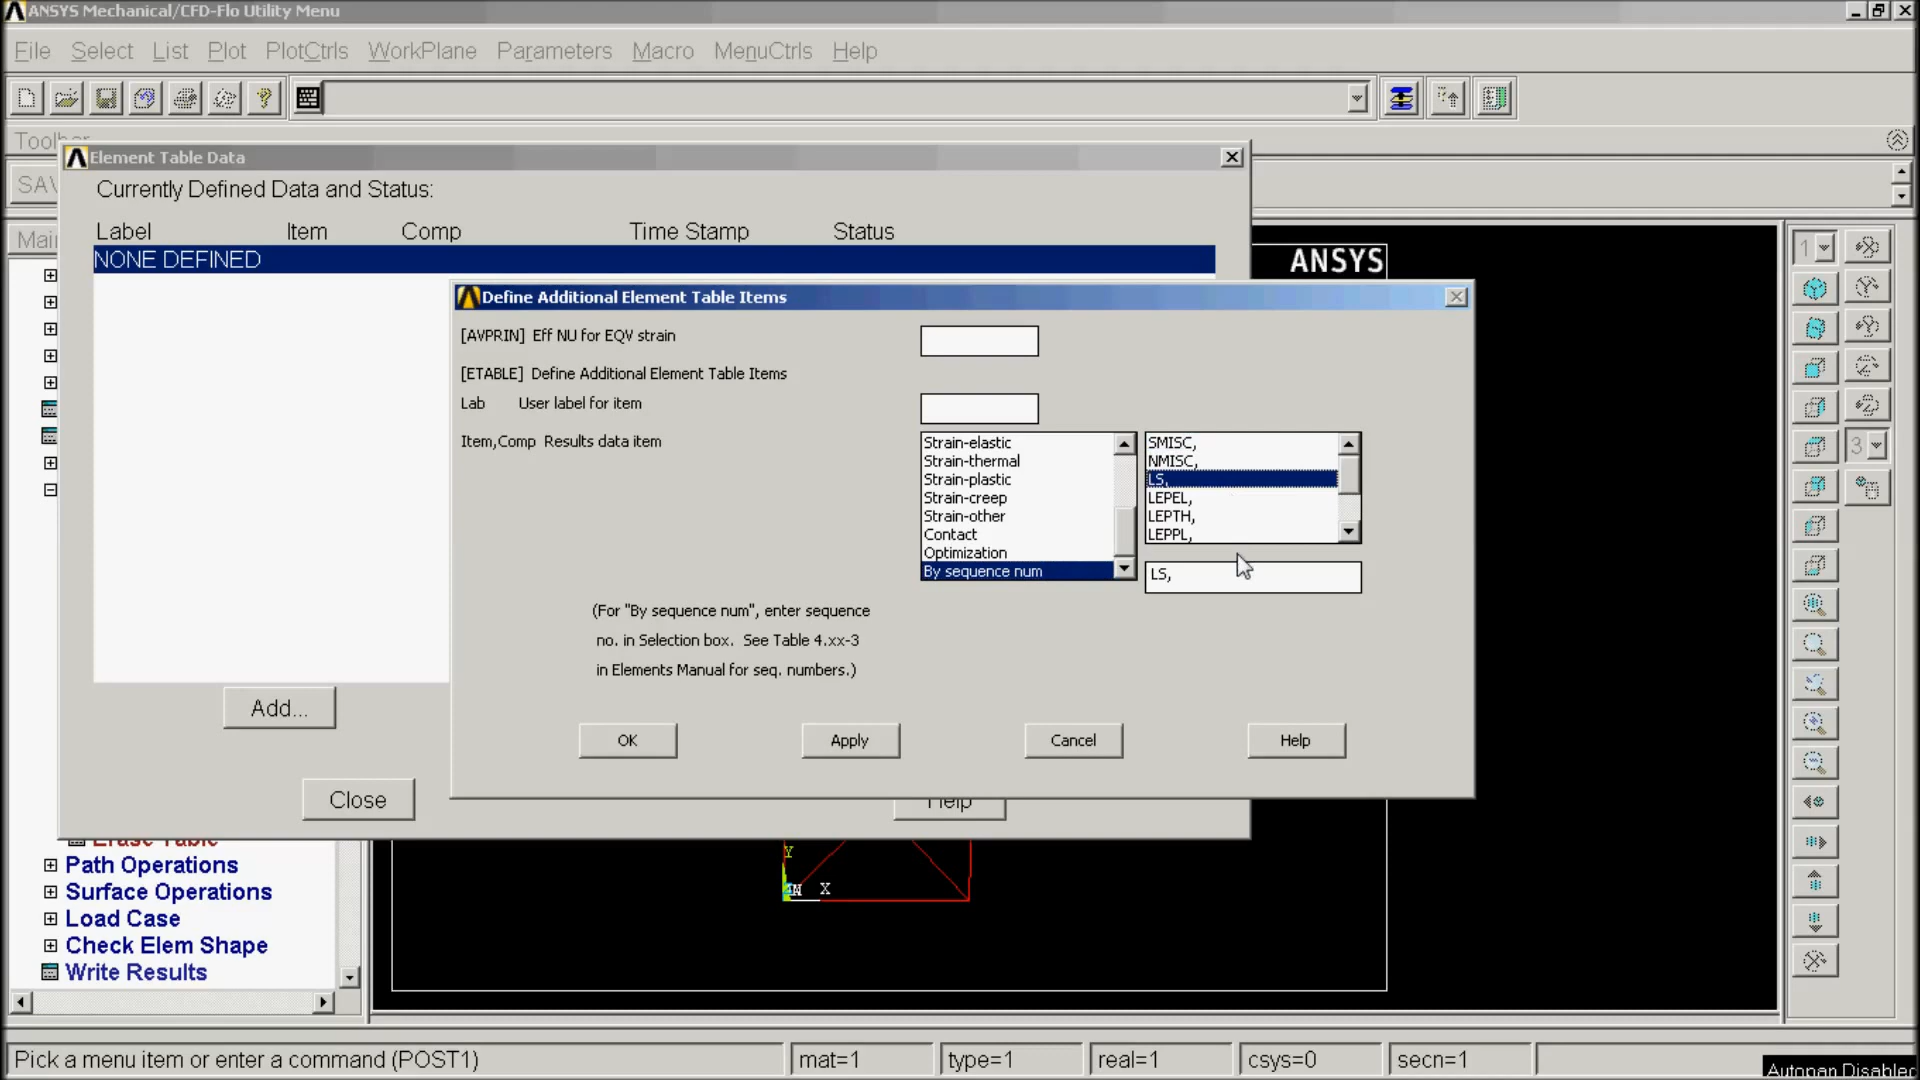 ANSYS Mechanical/CFD-Flo Utility Menu
File Select List Plot PlotCtrls WorkPlane Parameters Macro MenuCtrls Help
Element Table Data
Currently Defined Data and Status:
Label Item Comp Time Stamp Status
NONE DEFINED
ANSYS
1
Define Additional Element Table Items
[AVPRIN] Eff NU for EQV strain
[ETABLE] Define Additional Element Table Items
Lab User label for item
Item,Comp Results data item
Strain-elastic
Strain-thermal
Strain-plastic
Strain-creep
Strain-other
Contact
Optimization
By sequence num
SMISC,
NMISC,
LS,
LEPEL,
LEPTH,
LEPPL,
LS,
3
(For "By sequence num", enter sequence
no. in Selection box. See Table 4.xx-3
in Elements Manual for seq. numbers.)
OK Apply Cancel Help
Add...
Close Help
Erase Table
Path Operations
Surface Operations
Load Case
Check Elem Shape
Write Results
Y
X
Pick a menu item or enter a command (POST1) mat=1 type=1 real=1 csys=0 secn=1
Autopan Disabled